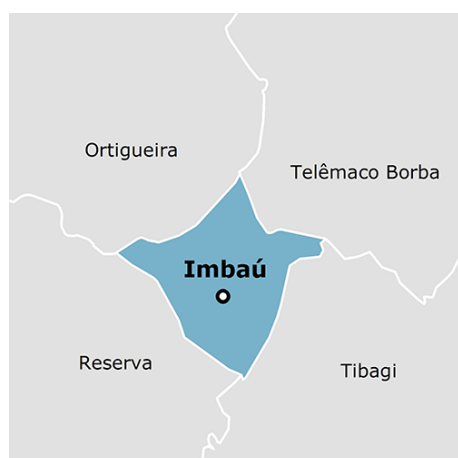 Ortigueira
Telêmaco Borba
Imbaú
Reserva
Tibagi